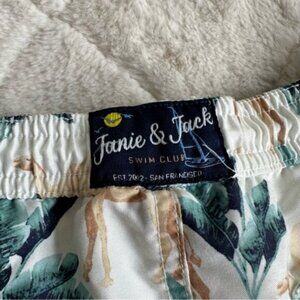 Janie & Jack
SWIM CLUB
EST. 2002 - SAN FRANCISCO